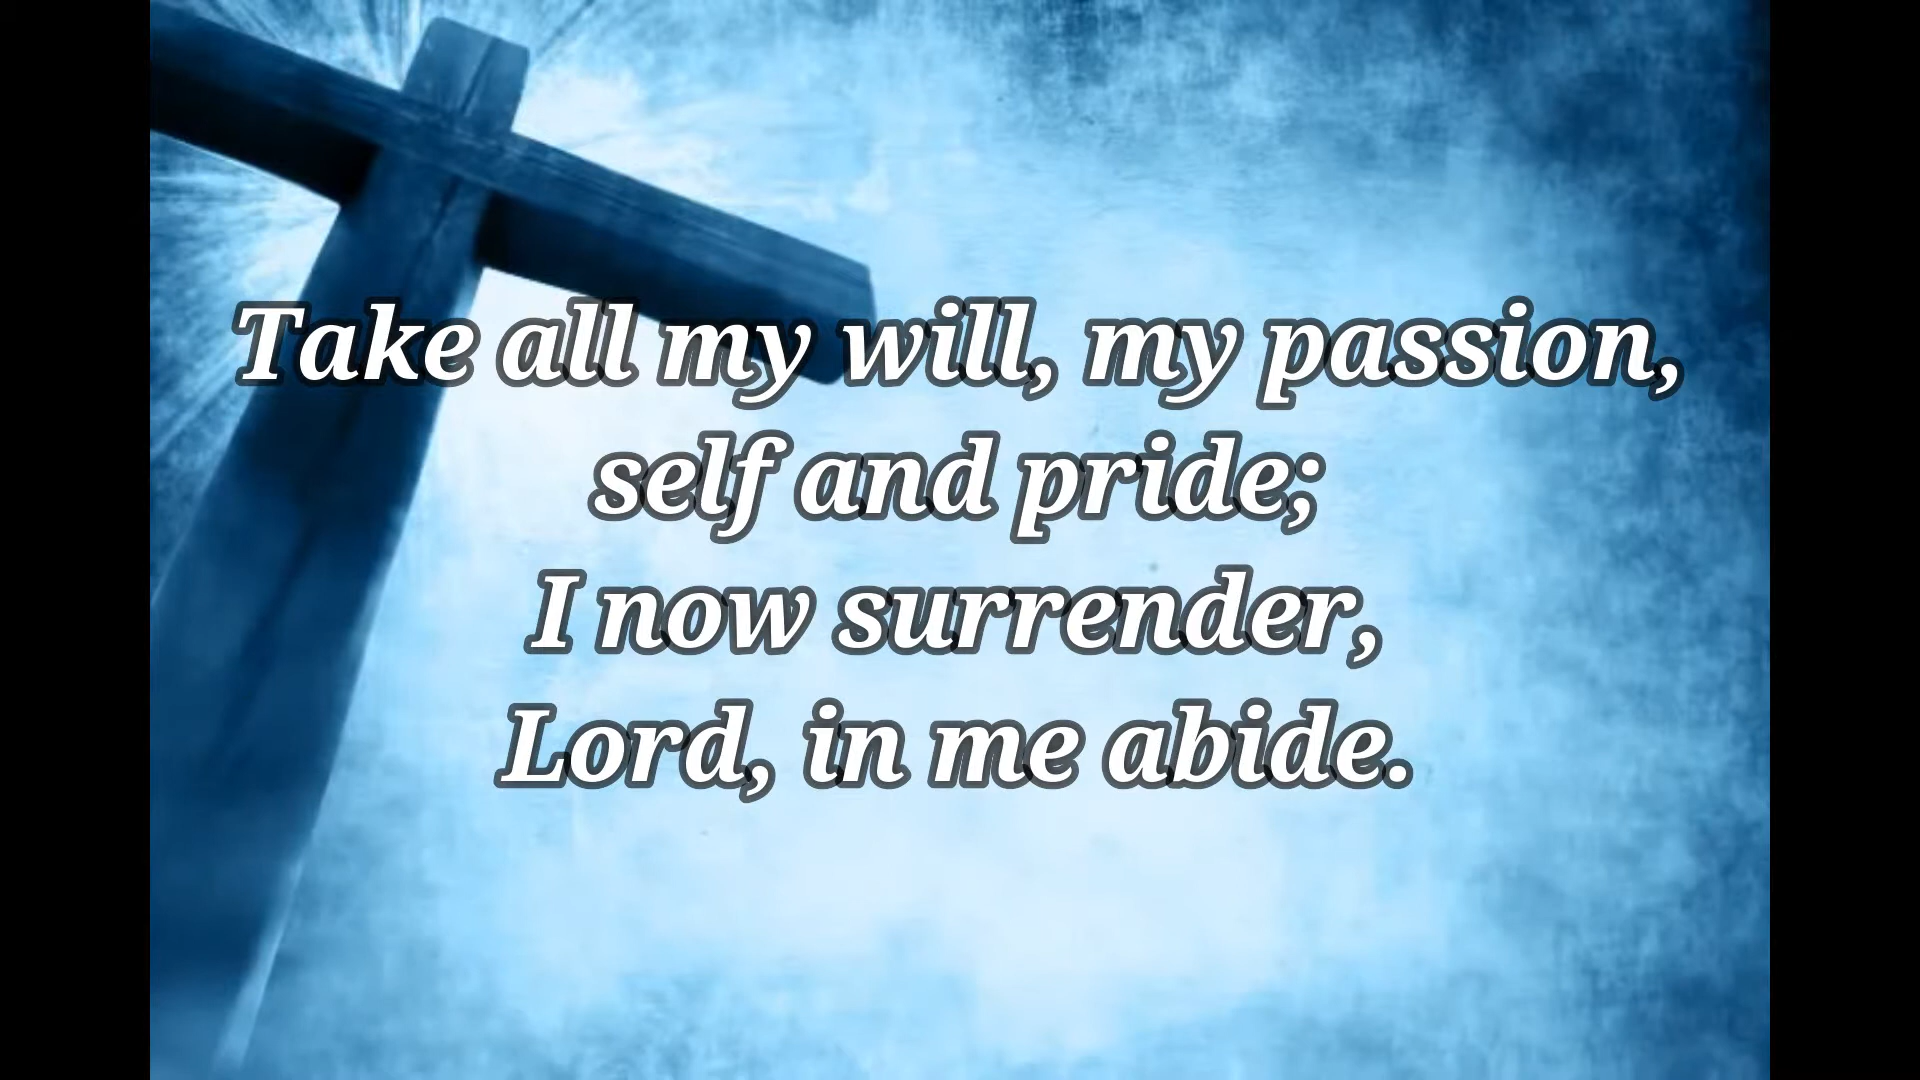 Take all my will, my passion,
self and pride;
I now surrender,
Lord, in me abide.